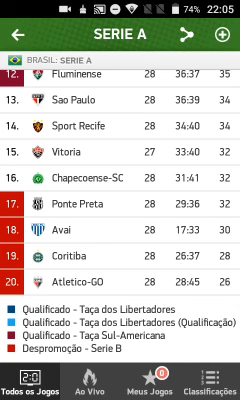 74% 22:05
SERIE A
BRASIL: SERIE A
12. Fluminense 28 36:37 35
13. Sao Paulo 28 36:39 34
14. Sport Recife 28 34:40 34
15. Vitoria 27 33:40 32
16. Chapecoense-SC 28 31:41 32
17. Ponte Preta 28 29:36 32
18. Avai 28 17:33 30
19. Coritiba 28 26:37 28
20. Atletico-GO 28 28:45 26
Qualificado - Taça dos Libertadores
Qualificado - Taça dos Libertadores (Qualificação)
Qualificado - Taça Sul-Americana
Despromoção - Serie B
2:0 0
Todos os Jogos Ao Vivo Meus Jogos Classificações